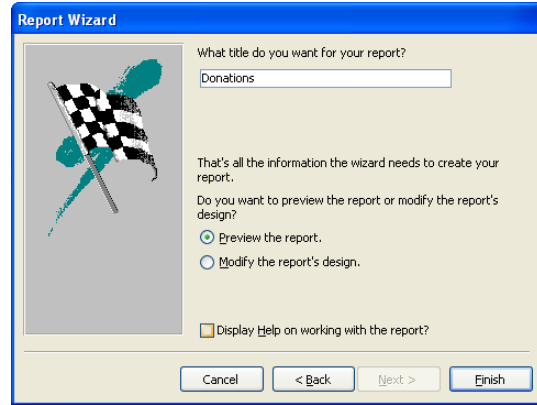 Report Wizard
What title do you want for your report?
Donations
That's all the information the wizard needs to create your
report.
Do you want to preview the report or modify the report's
design?
Preview the report.
Modify the report's design.
Display Help on working with the report?
Cancel < Back Next > Finish